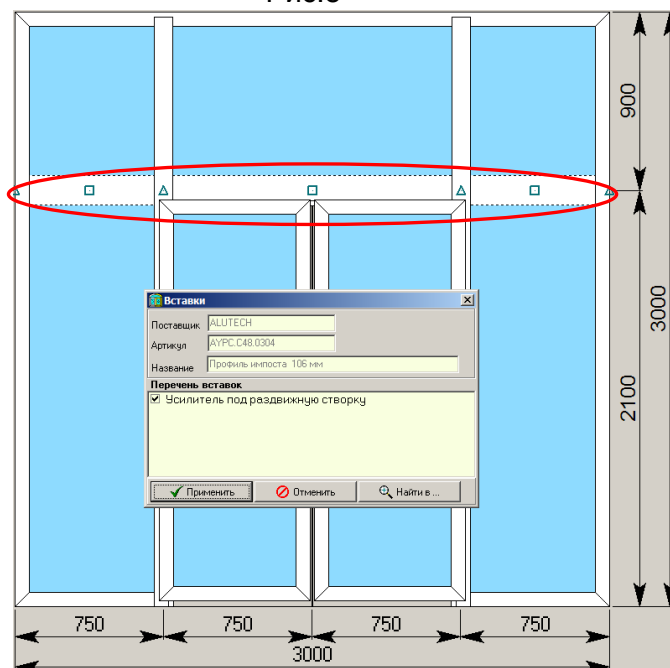 900
3000
2100
Вставки
Поставщик ALUTECH
Артикул AYPC.C48.0304
Название Профиль импоста 106 мм
Перечень вставок
Усилитель под раздвижную створку
Применить Отменить Найти в ...
750 750 750 750
3000